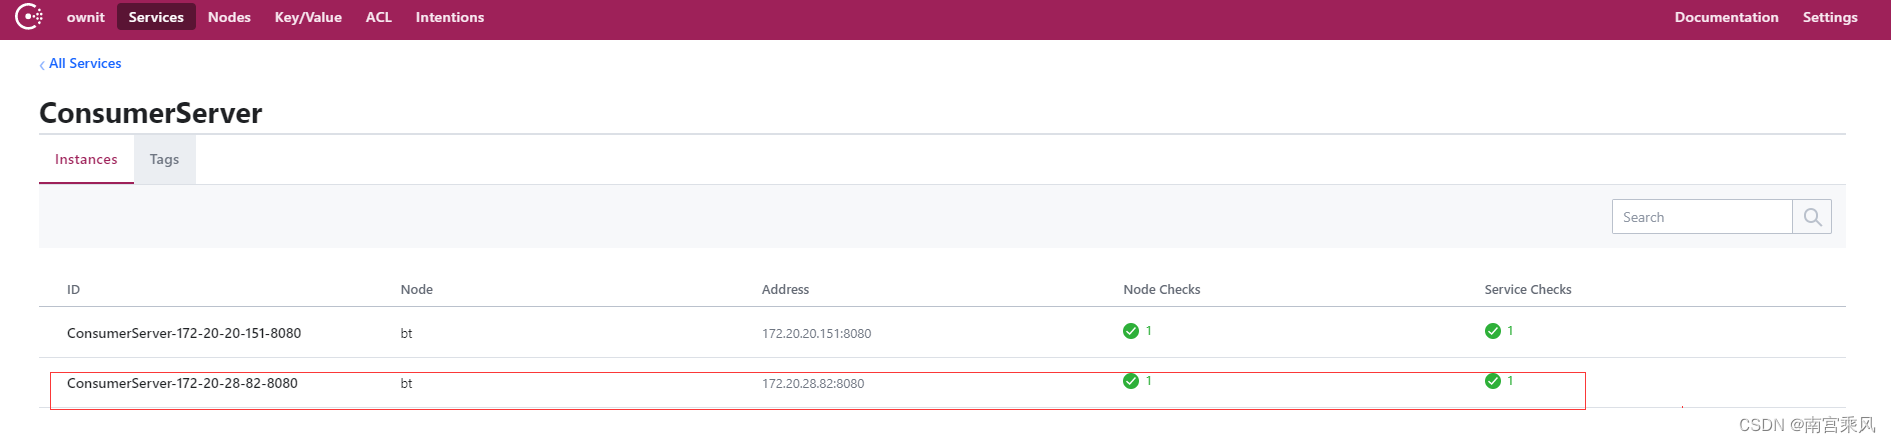 ownit Services Nodes Key/Value ACL Intentions Documentation Settings
All Services
ConsumerServer
Instances Tags
Search
ID Node Address Node Checks Service Checks
ConsumerServer-172-20-20-151-8080 bt 172.20.20.151:8080 1 1
ConsumerServer-172-20-28-82-8080 bt 172.20.28.82:8080 1 1
CSDN @南宫乘风